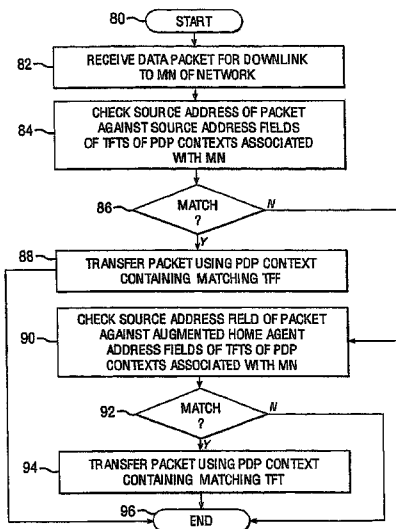 80
START
82
RECEIVE DATA PACKET FOR DOWNLINK
TO MN OF NETWORK
84
CHECK SOURCE ADDRESS OF PACKET
AGAINST SOURCE ADDRESS FIELDS
OF TFTS OF PDP CONTEXTS ASSOCIATED
WITH MN
86
MATCH
?
N
Y
88
TRANSFER PACKET USING PDP CONTEXT
CONTAINING MATCHING TFF
90
CHECK SOURCE ADDRESS FIELD OF PACKET
AGAINST AUGMENTED HOME AGENT
ADDRESS FIELDS OF TFTS OF PDP
CONTEXTS ASSOCIATED WITH MN
92
MATCH
?
N
Y
94
TRANSFER PACKET USING PDP CONTEXT
CONTAINING MATCHING TFT
96
END